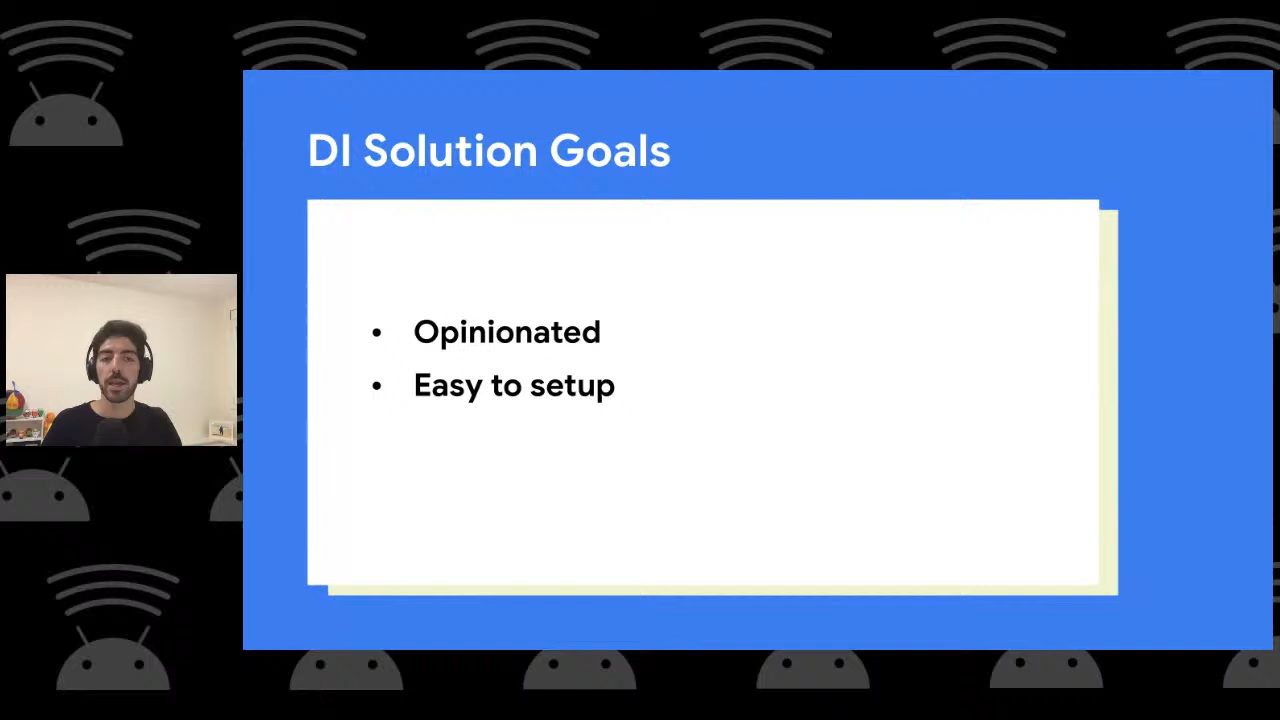 DI Solution Goals
• Opinionated
• Easy to setup